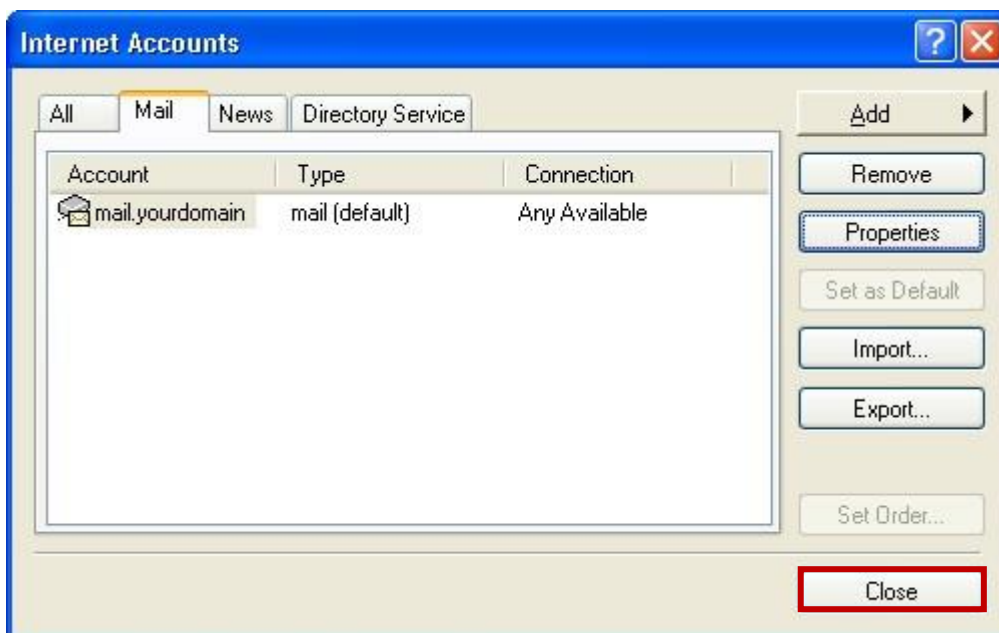 Internet Accounts
All Mail News Directory Service
Add
Account Type Connection
Remove
mail.yourdomain mail (default) Any Available
Properties
Set as Default
Import...
Export...
Set Order...
Close